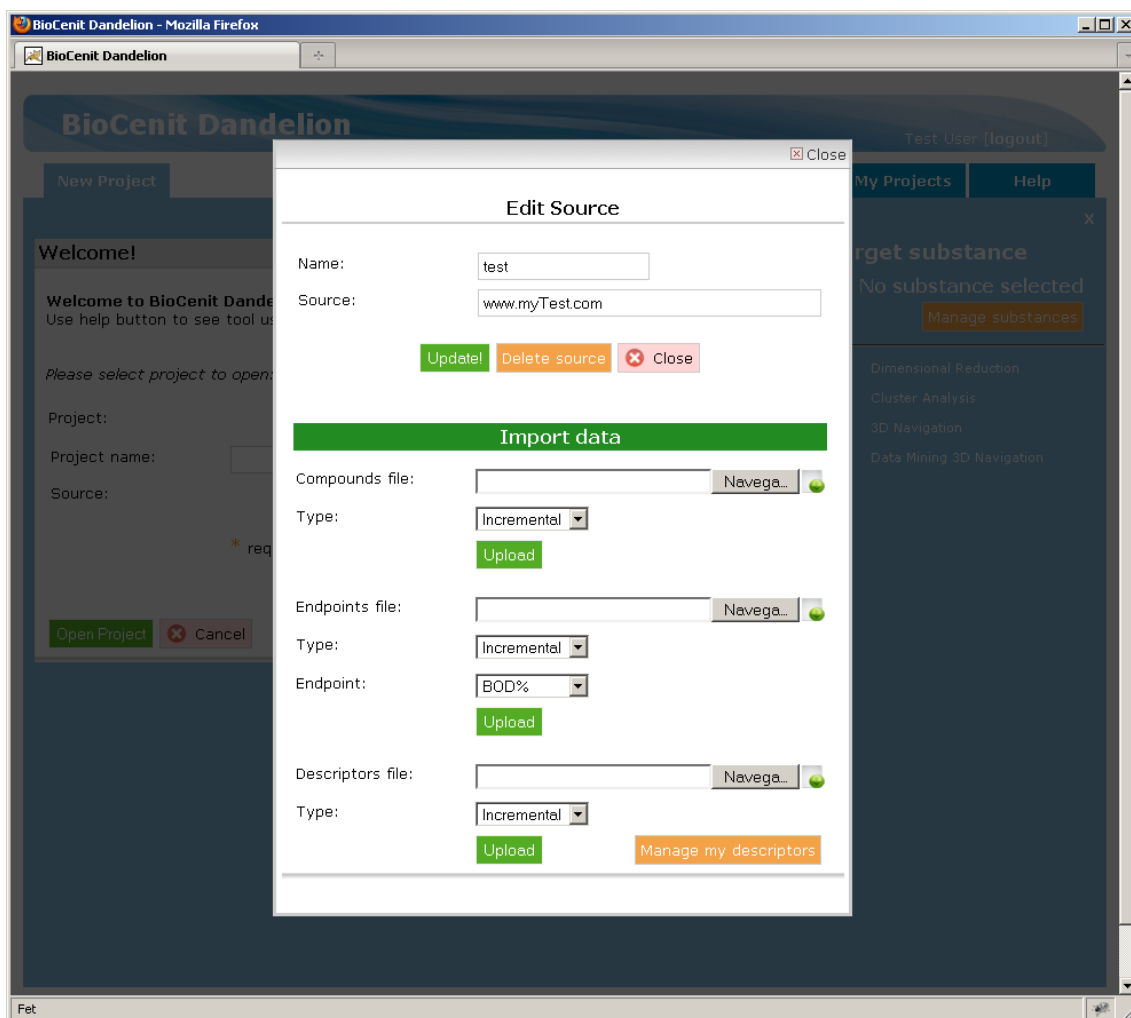 BioCenit Dandelion - Mozilla Firefox
BioCenit Dandelion
BioCenit Dandelion
Test User [logout]
New Project
My Projects
Help
Close
Edit Source
Name:
test
Source:
www.myTest.com
Update!
Delete source
Close
Import data
Compounds file:
Navega...
Type:
Incremental
Upload
Endpoints file:
Navega...
Type:
Incremental
Endpoint:
BOD%
Upload
Descriptors file:
Navega...
Type:
Incremental
Upload
Manage my descriptors
Welcome!
Welcome to BioCenit Dande
Use help button to see tool us
Please select project to open:
Project:
Project name:
Source:
* req
Open Project
Cancel
X
rget substance
No substance selected
Manage substances
Dimensional Reduction
Cluster Analysis
3D Navigation
Data Mining 3D Navigation
Fet